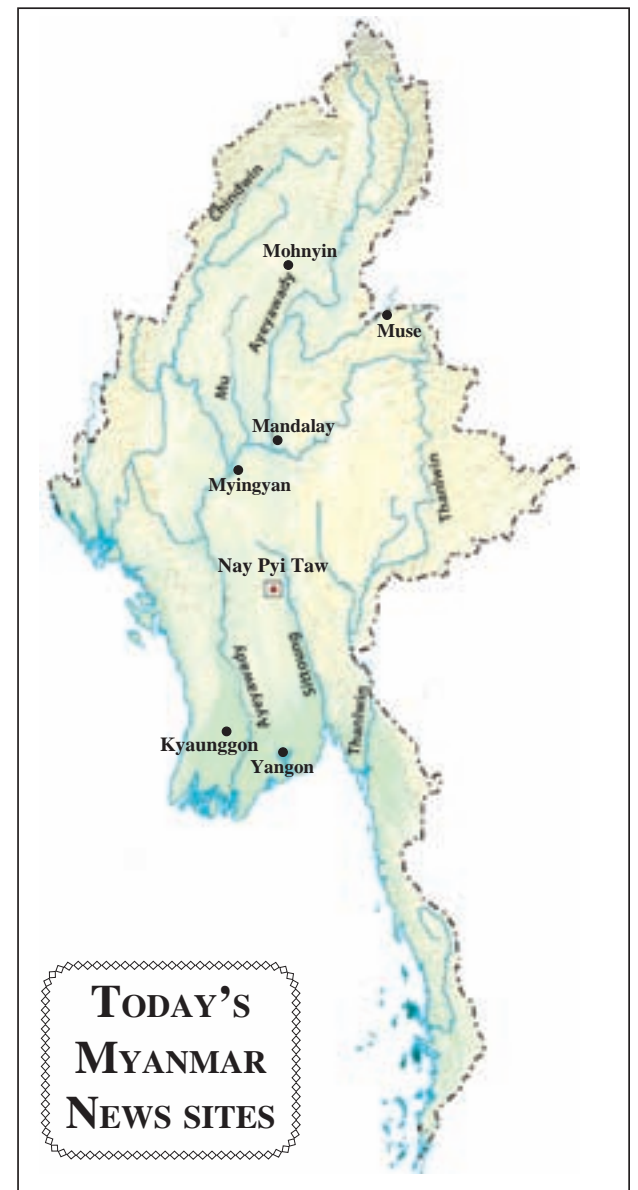 Chindwin
Mohnyin
Ayeyawady
Muse
Mu
Mandalay
Myingyan
Thanlwin
Nay Pyi Taw
Ayeyawady
Sittoung
Thanlwin
Kyaunggon
Yangon
TODAY'S
MYANMAR
NEWS SITES